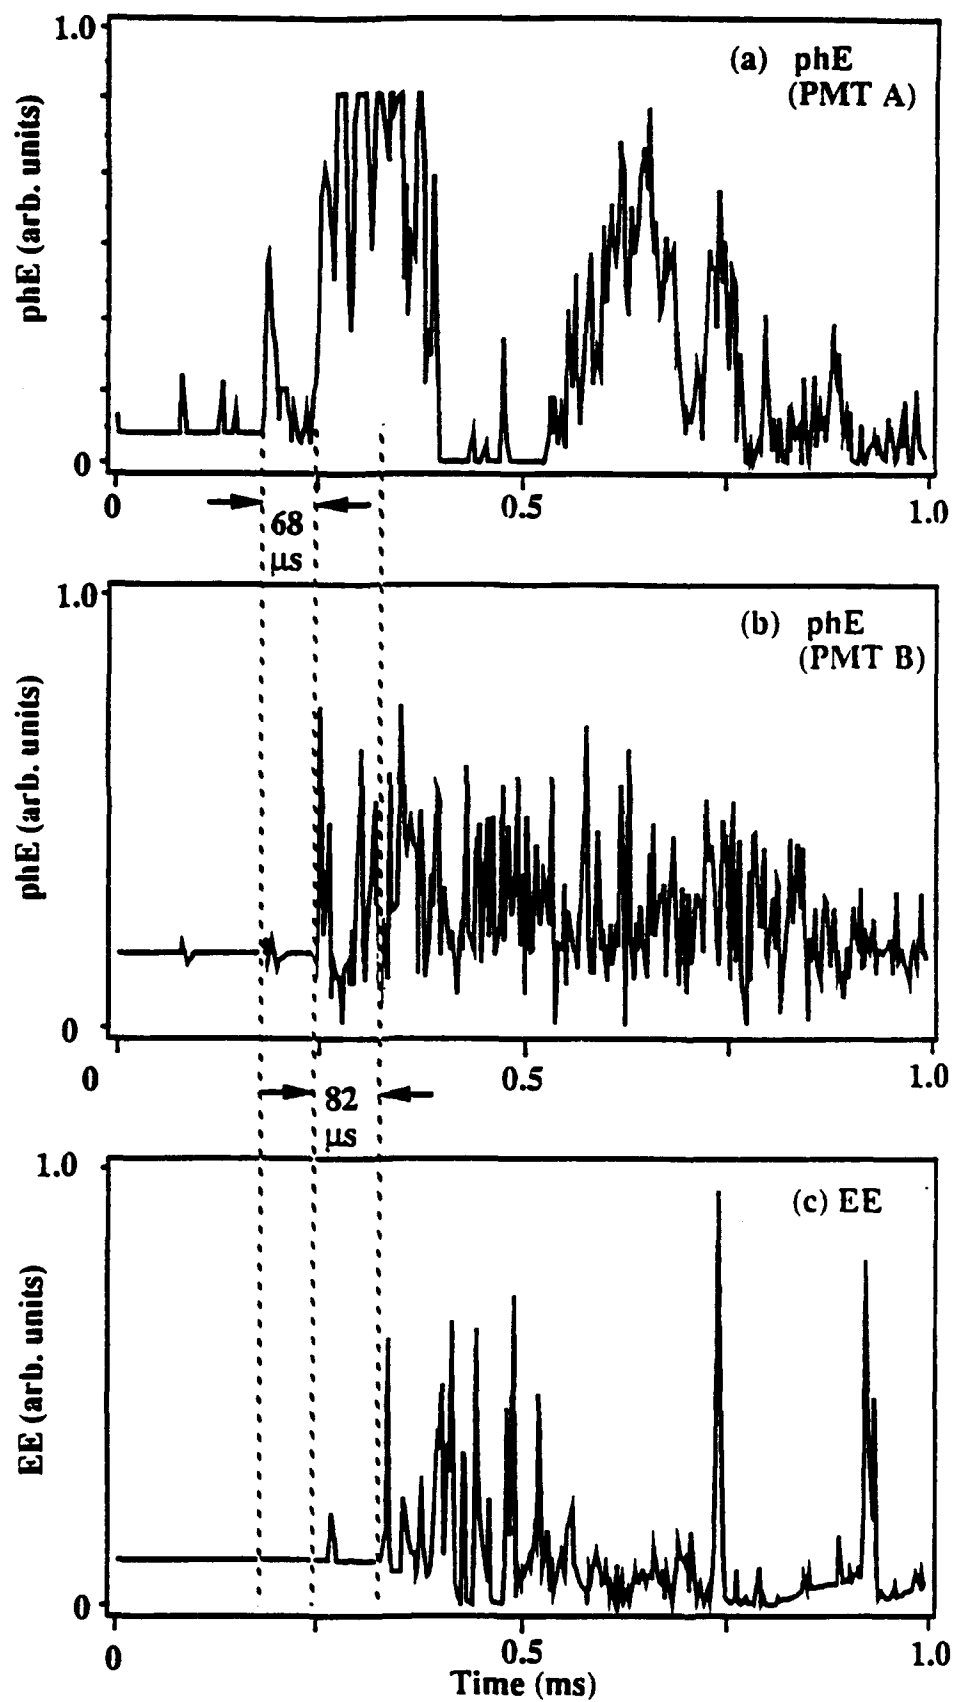 1.0
(a) phE
(PMT A)
phE (arb. units)
0
0
0.5
1.0
68
μs
1.0
(b) phE
(PMT B)
phE (arb. units)
0
0
0.5
1.0
82
μs
1.0
(c) EE
EE (arb. units)
0
0
0.5
1.0
Time (ms)